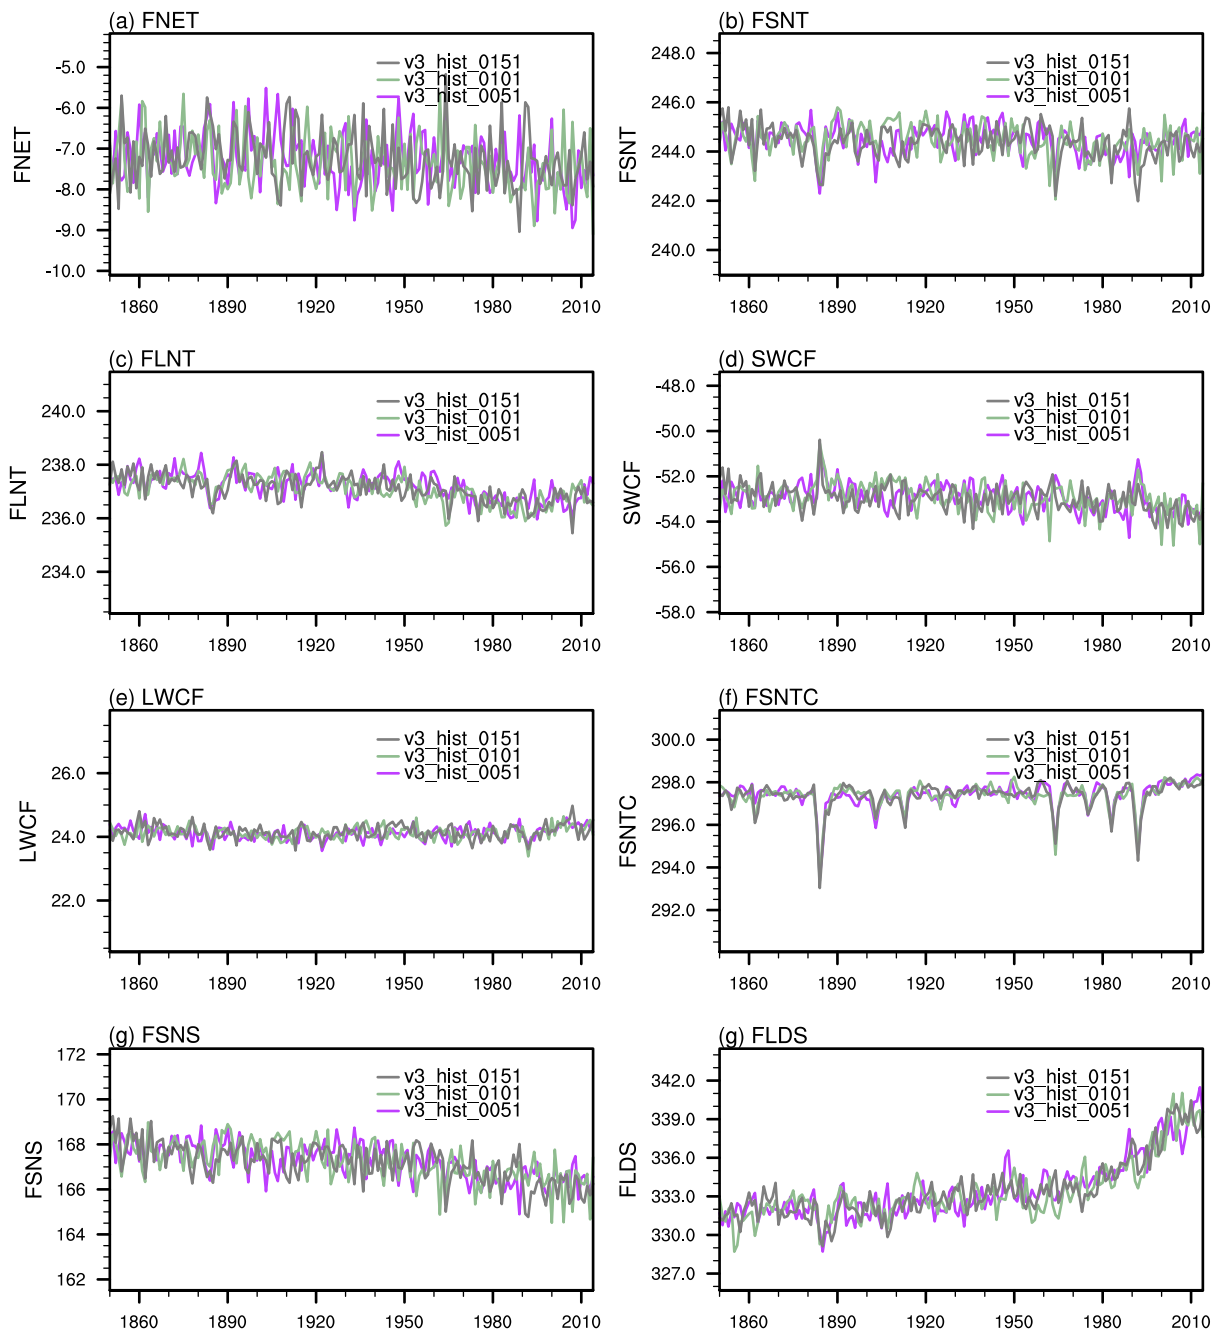 (a) FNET
v3_hist_0151
v3_hist_0101
v3_hist_0051
FNET
-5.0
-6.0
-7.0
-8.0
-9.0
-10.0
1860 1890 1920 1950 1980 2010
(b) FSNT
v3_hist_0151
v3_hist_0101
v3_hist_0051
FSNT
248.0
246.0
244.0
242.0
240.0
1860 1890 1920 1950 1980 2010
(c) FLNT
v3_hist_0151
v3_hist_0101
v3_hist_0051
FLNT
240.0
238.0
236.0
234.0
1860 1890 1920 1950 1980 2010
(d) SWCF
v3_hist_0151
v3_hist_0101
v3_hist_0051
SWCF
-48.0
-50.0
-52.0
-54.0
-56.0
-58.0
1860 1890 1920 1950 1980 2010
(e) LWCF
v3_hist_0151
v3_hist_0101
v3_hist_0051
LWCF
26.0
24.0
22.0
1860 1890 1920 1950 1980 2010
(f) FSNTC
v3_hist_0151
v3_hist_0101
v3_hist_0051
FSNTC
300.0
298.0
296.0
294.0
292.0
1860 1890 1920 1950 1980 2010
(g) FSNS
v3_hist_0151
v3_hist_0101
v3_hist_0051
FSNS
172
170
168
166
164
162
1860 1890 1920 1950 1980 2010
(g) FLDS
v3_hist_0151
v3_hist_0101
v3_hist_0051
FLDS
342.0
339.0
336.0
333.0
330.0
327.0
1860 1890 1920 1950 1980 2010